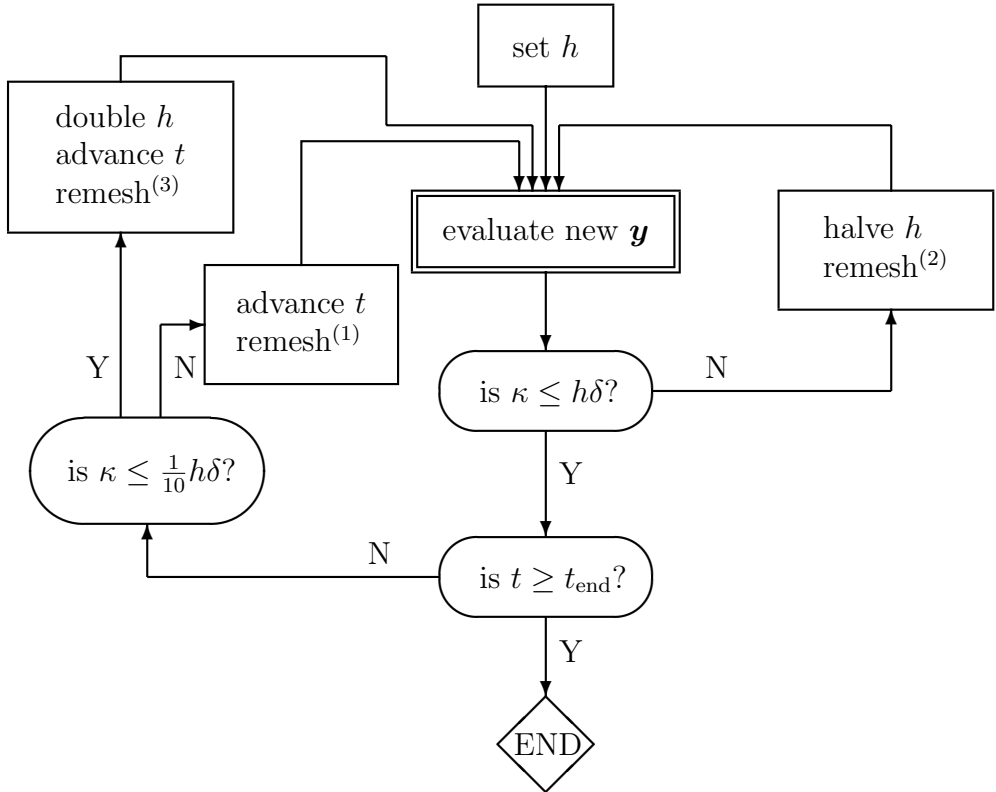 set h
double h
advance t
remesh⁽³⁾
evaluate new y
halve h
remesh⁽²⁾
advance t
remesh⁽¹⁾
Y
N
is κ ≤ hδ?
N
is κ ≤ 1/10 hδ?
Y
N
is t ≥ t_end?
Y
END